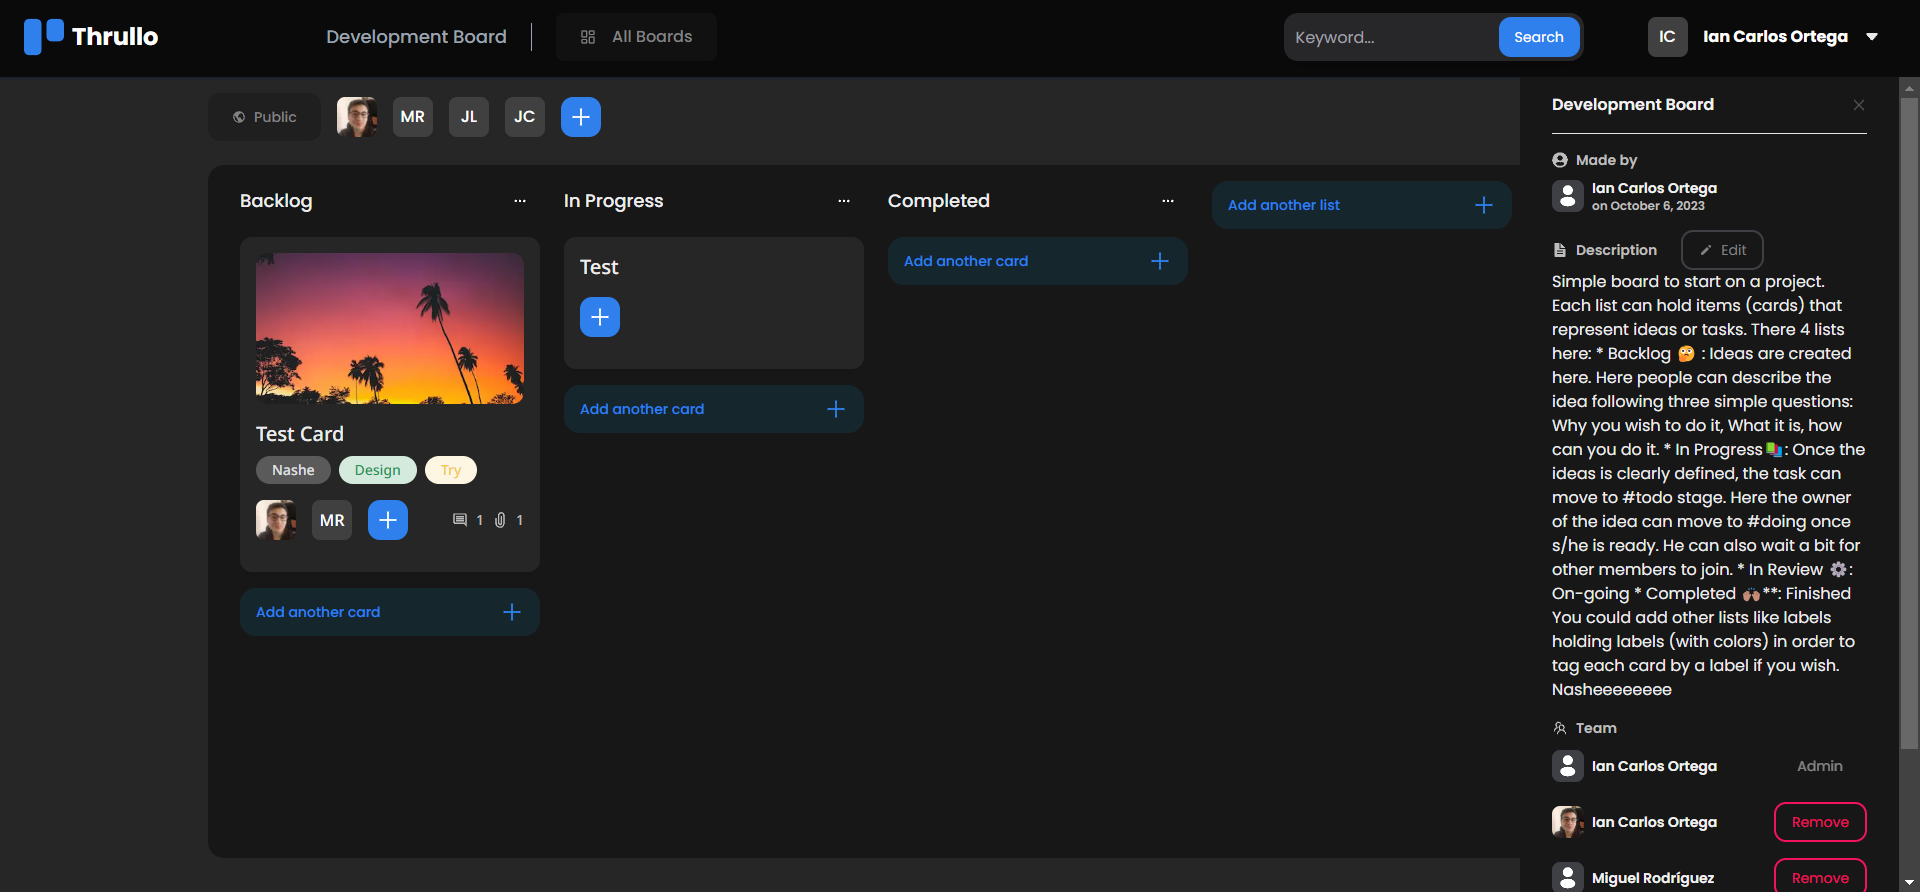 Thrullo
Development Board
All Boards
Keyword...
Search
IC
Ian Carlos Ortega
Public
MR
JL
JC
Backlog
...
Test Card
Nashe
Design
Try
MR
1
1
Add another card
In Progress
...
Test
Add another card
Completed
...
Add another card
Add another list
Development Board
Made by
Ian Carlos Ortega
on October 6, 2023
Description
Edit
Simple board to start on a project.
Each list can hold items (cards) that
represent ideas or tasks. There 4 lists
here: * Backlog 🤔 : Ideas are created
here. Here people can describe the
idea following three simple questions:
Why you wish to do it, What it is, how
can you do it. * In Progress📚: Once the
ideas is clearly defined, the task can
move to #todo stage. Here the owner
of the idea can move to #doing once
s/he is ready. He can also wait a bit for
other members to join. * In Review ⚙️:
On-going * Completed 🙌🏽**: Finished
You could add other lists like labels
holding labels (with colors) in order to
tag each card by a label if you wish.
Nasheeeeeeee
Team
Ian Carlos Ortega
Admin
Ian Carlos Ortega
Remove
Miguel Rodríguez
Remove